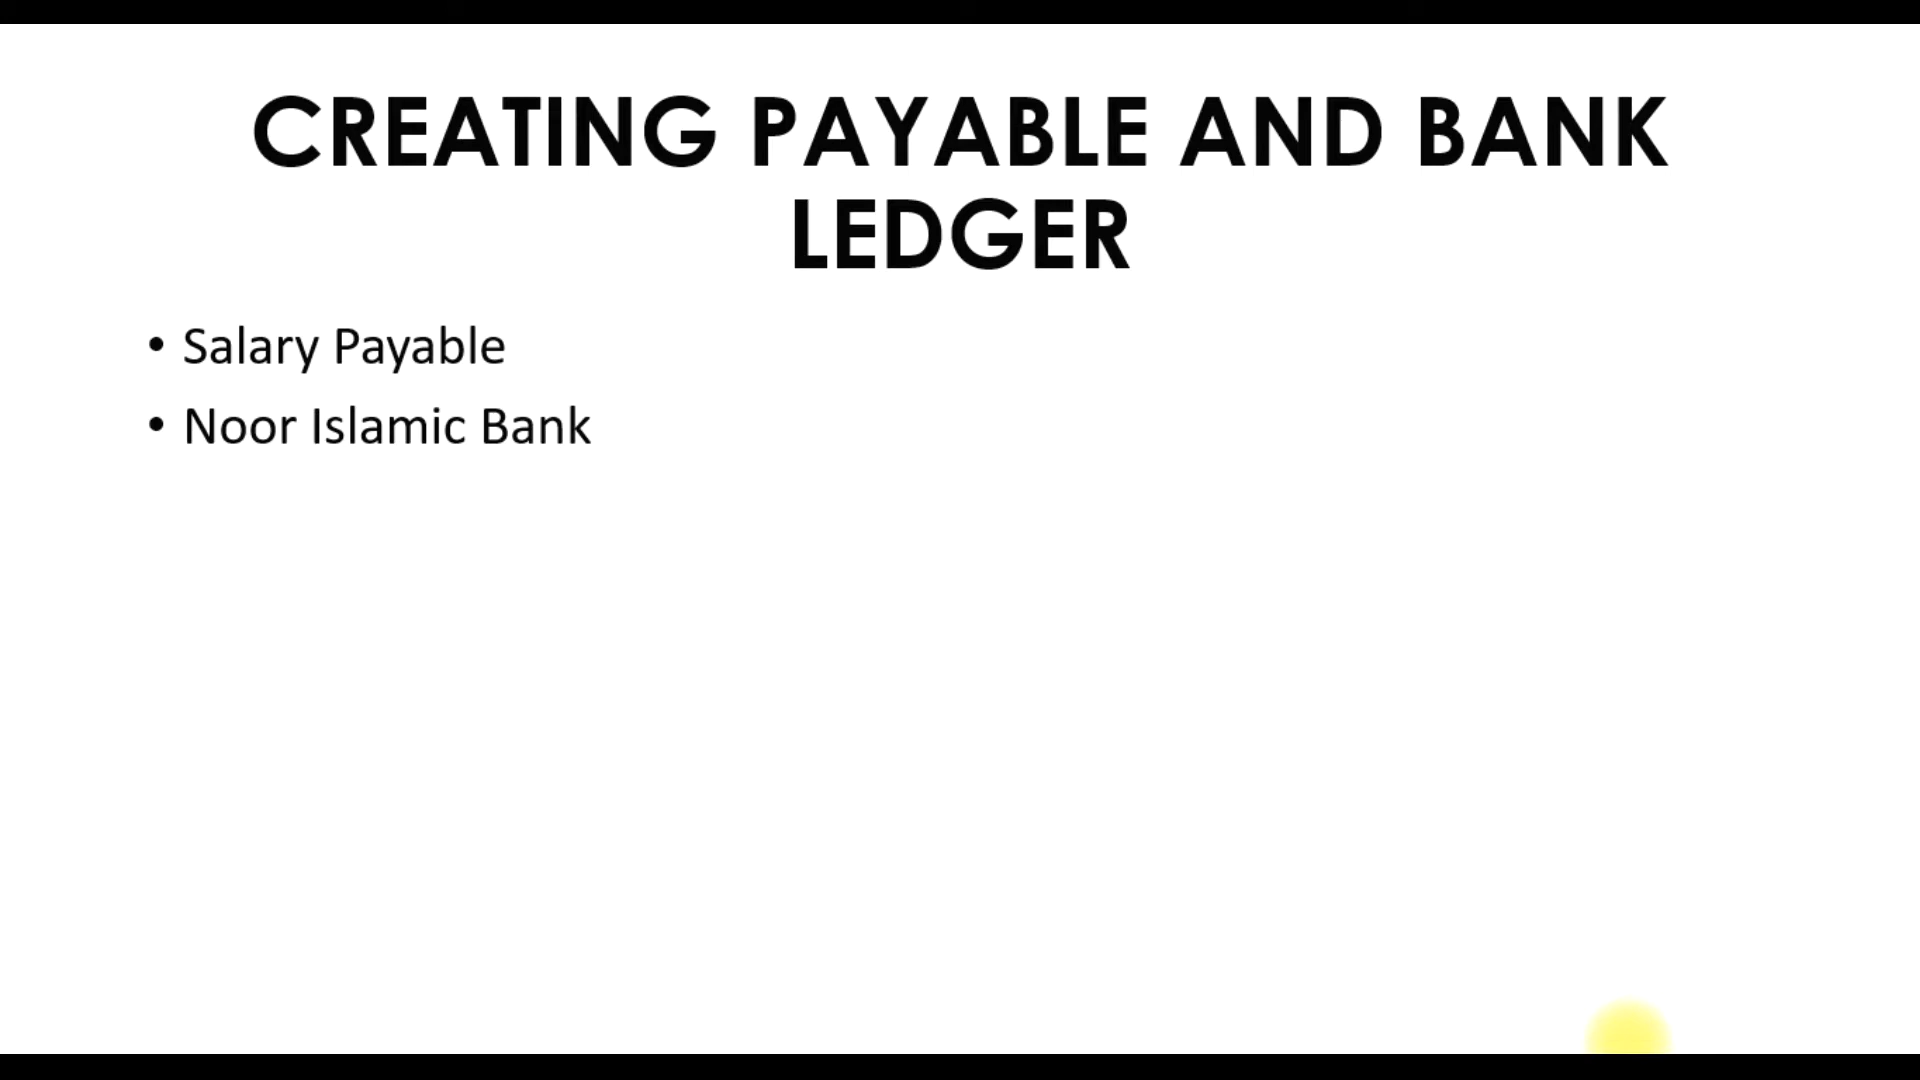 CREATING PAYABLE AND BANK
LEDGER
• Salary Payable
• Noor Islamic Bank